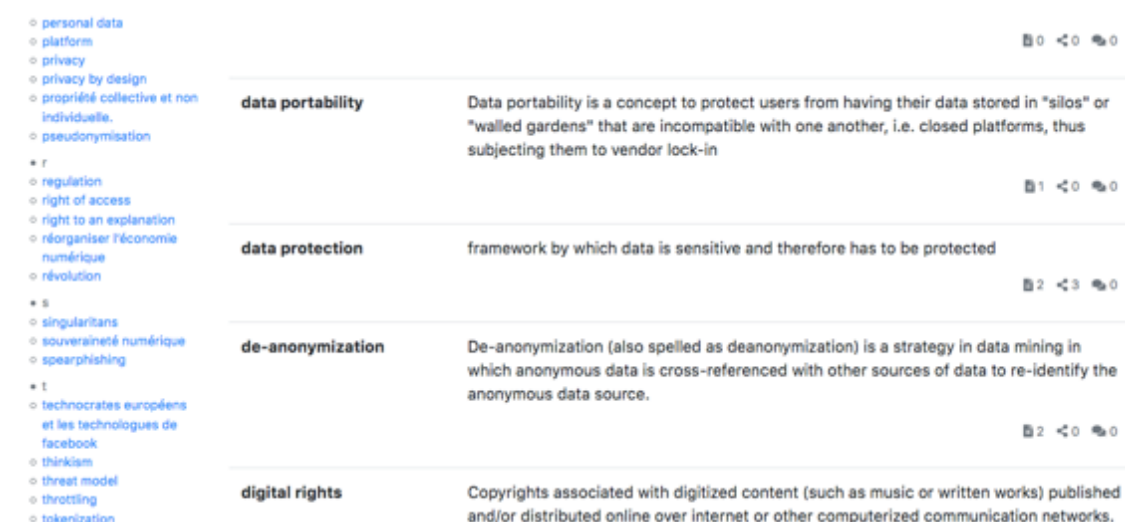 personal data
platform
privacy
privacy by design
propriété collective et non
individuelle.
pseudonymisation
r
regulation
right of access
right to an explanation
réorganiser l'économie
numérique
révolution
s
singularitans
souveraineté numérique
spearphishing
t
technocrates européens
et les technologues de
facebook
thinkism
threat model
throttling
tokenization
0 0 0
data portability
Data portability is a concept to protect users from having their data stored in "silos" or
"walled gardens" that are incompatible with one another, i.e. closed platforms, thus
subjecting them to vendor lock-in
1 0 0
data protection
framework by which data is sensitive and therefore has to be protected
2 3 0
de-anonymization
De-anonymization (also spelled as deanonymization) is a strategy in data mining in
which anonymous data is cross-referenced with other sources of data to re-identify the
anonymous data source.
2 0 0
digital rights
Copyrights associated with digitized content (such as music or written works) published
and/or distributed online over internet or other computerized communication networks.